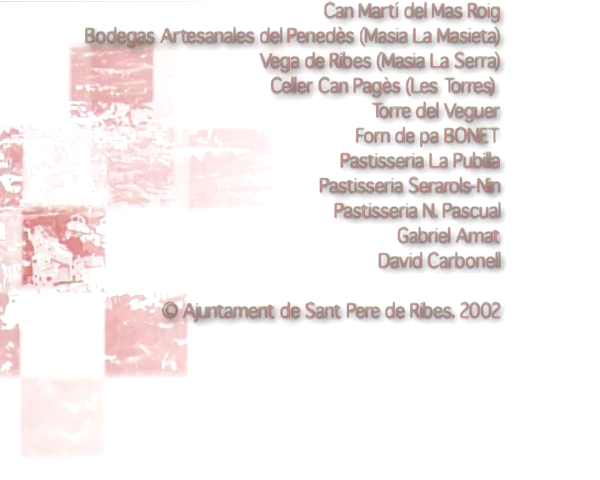 Can Martí del Mas Roig
Bodegas Artesanales del Penedès (Masia La Masieta)
Vega de Ribes (Masia La Serra)
Celler Can Pagès (Les Torres)
Torre del Veguer
Forn de pa BONET
Pastisseria La Pubilla
Pastisseria Serarols-Nin
Pastisseria N. Pascual
Gabriel Amat
David Carbonell
© Ajuntament de Sant Pere de Ribes. 2002